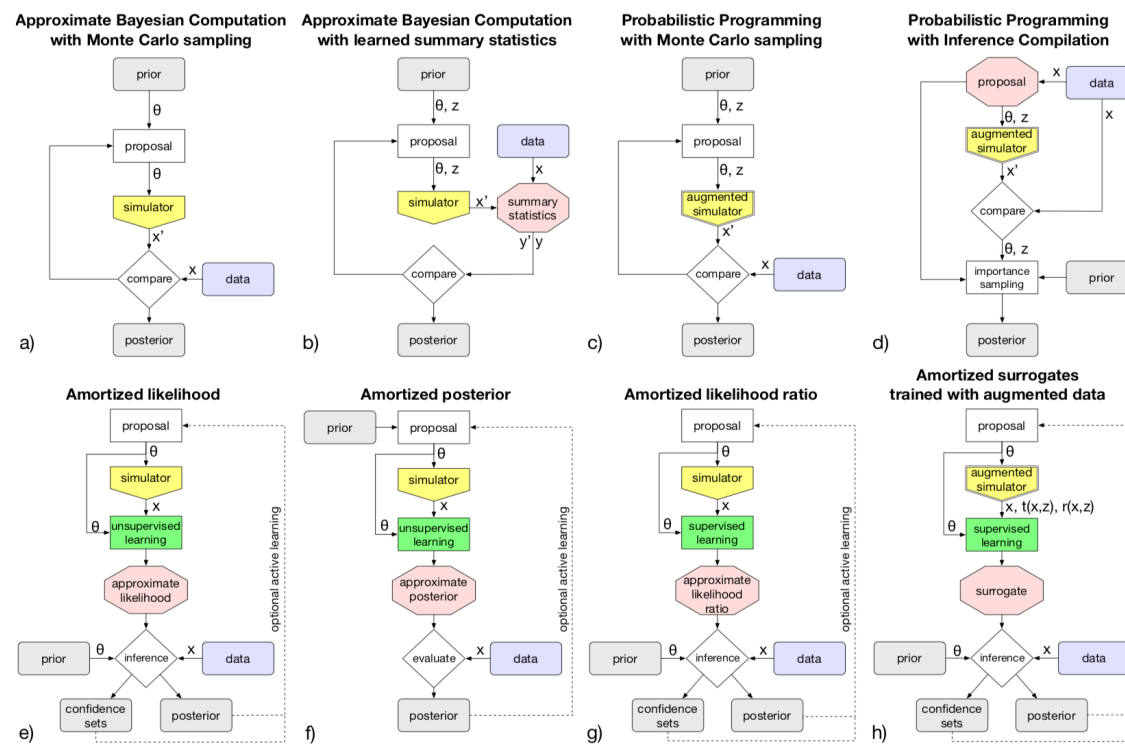 Approximate Bayesian Computation
with Monte Carlo sampling
prior
θ
proposal
θ
simulator
x'
compare
x
data
posterior
a)
Approximate Bayesian Computation
with learned summary statistics
prior
θ, z
proposal
data
θ, z
x
simulator
x'
summary
statistics
y' y
compare
posterior
b)
Probabilistic Programming
with Monte Carlo sampling
prior
θ, z
proposal
θ, z
augmented
simulator
x'
compare
x
data
posterior
c)
Probabilistic Programming
with Inference Compilation
proposal
x
data
θ, z
x
augmented
simulator
x'
compare
θ, z
importance
sampling
prior
posterior
d)
Amortized likelihood
proposal
θ
simulator
x
θ
unsupervised
learning
approximate
likelihood
prior
θ
inference
x
data
confidence
sets
posterior
optional active learning
e)
Amortized posterior
prior
proposal
θ
simulator
x
θ
unsupervised
learning
approximate
posterior
evaluate
x
data
posterior
optional active learning
f)
Amortized likelihood ratio
proposal
θ
simulator
x
θ
supervised
learning
approximate
likelihood
ratio
prior
θ
inference
x
data
confidence
sets
posterior
optional active learning
g)
Amortized surrogates
trained with augmented data
proposal
θ
augmented
simulator
x, t(x,z), r(x,z)
θ
supervised
learning
surrogate
prior
θ
inference
x
data
confidence
sets
posterior
h)